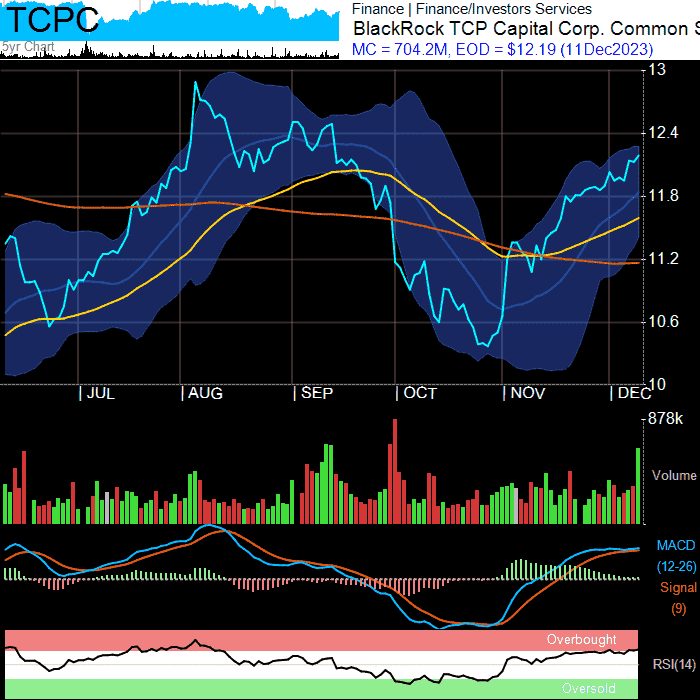 TCPC
5yr Chart
Finance | Finance/Investors Services
BlackRock TCP Capital Corp. Common S
MC = 704.2M, EOD = $12.19 (11Dec2023)
13
12.4
11.8
11.2
10.6
10
| JUL
| AUG
| SEP
| OCT
| NOV
| DEC
878k
Volume
MACD
(12-26)
Signal
(9)
Overbought
RSI(14)
Oversold